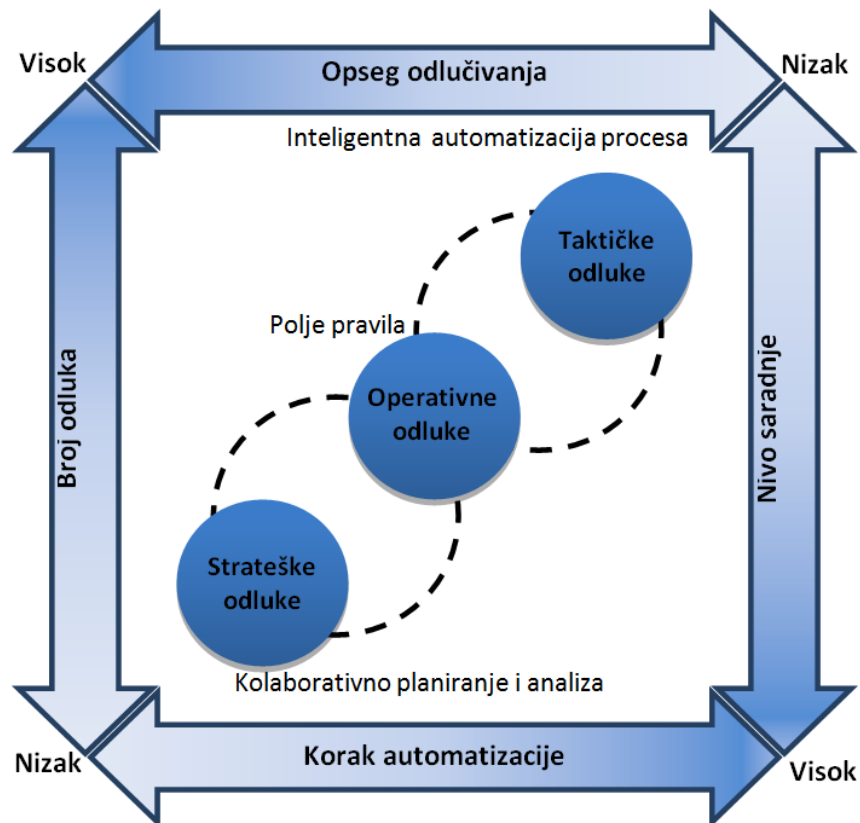 Visok
Opseg odlučivanja
Nizak
Inteligentna automatizacija procesa
Taktičke
odluke
Polje pravila
Operativne
odluke
Broj odluka
Nivo saradnje
Strateške
odluke
Kolaborativno planiranje i analiza
Nizak
Korak automatizacije
Visok